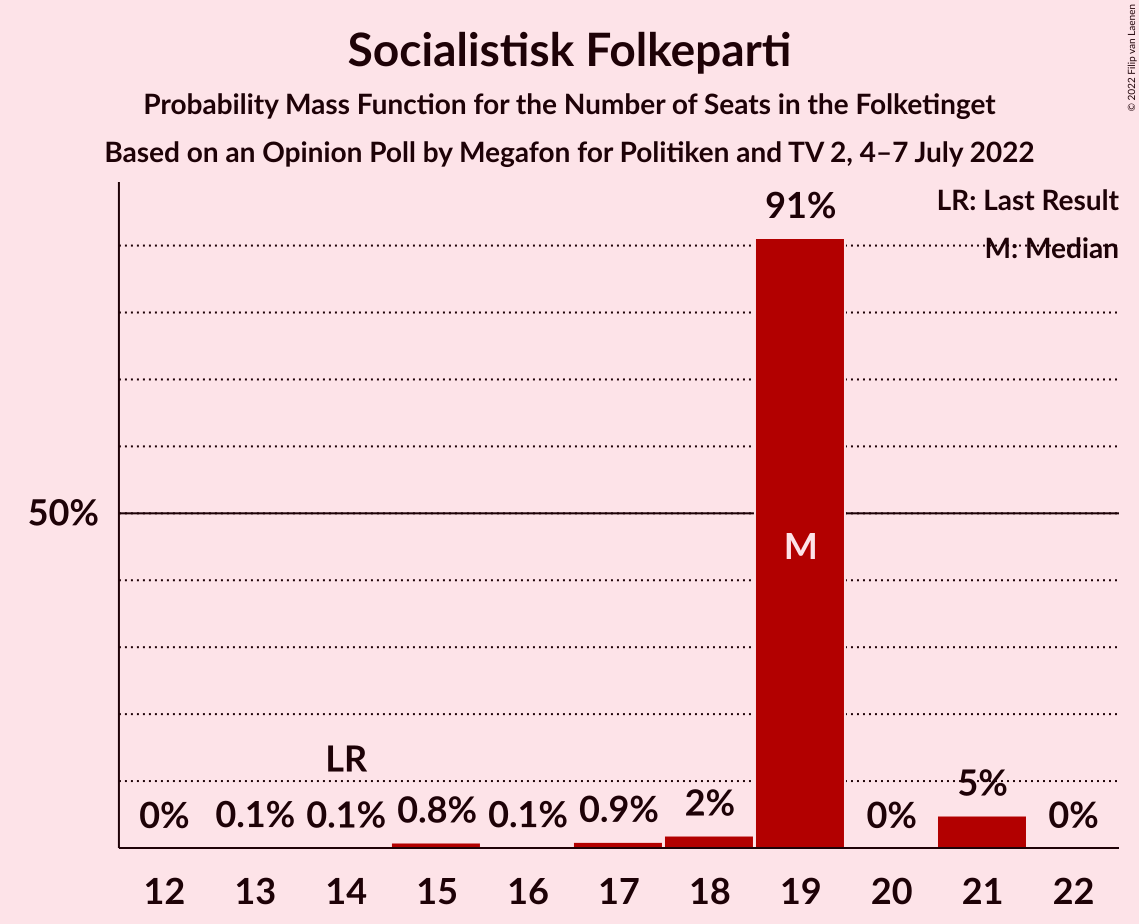 Socialistisk Folkeparti
Probability Mass Function for the Number of Seats in the Folketinget
Based on an Opinion Poll by Megafon for Politiken and TV 2, 4–7 July 2022
© 2022 Filip van Laenen
LR: Last Result
M: Median
91%
50%
M
LR
0% 0.1% 0.1% 0.8% 0.1% 0.9% 2% 0% 5% 0%
12 13 14 15 16 17 18 19 20 21 22